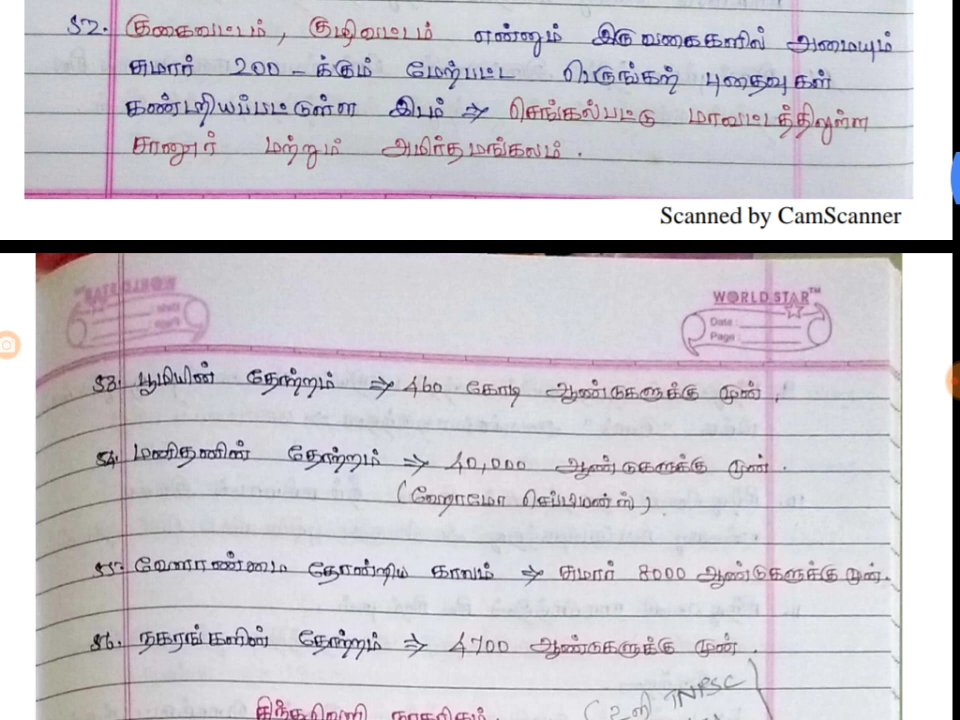 52. குகைவட்டம், குழிவட்டம் என்னும் இருவகைகளில் அமையும்
சுமார் 200 - க்கும் மேற்பட்ட பெருங்கற் புதைவுகள்
கண்டறியப்பட்டுள்ள இடம் ⇒ செங்கல்பட்டு மாவட்டத்திலுள்ள
சானூர் மற்றும் அமிர்தமங்கலம்.
Scanned by CamScanner
WORLD STAR™
Date:
Page:
53. பூமியின் தோற்றம் ⇒ 460 கோடி ஆண்டுகளுக்கு முன்,
54. மனிதனின் தோற்றம் ⇒ 40,000 ஆண்டுகளுக்கு முன்.
(ஹோமோ செப்பியன்ஸ்)
55. வேளாண்மை தோன்றிய காலம் ⇒ சுமார் 8000 ஆண்டுகளுக்கு முன்.
56. நகரங்களின் தோற்றம் ⇒ 4700 ஆண்டுகளுக்கு முன்.
சிந்துவெளி நாகரிகம்.
TNPSC